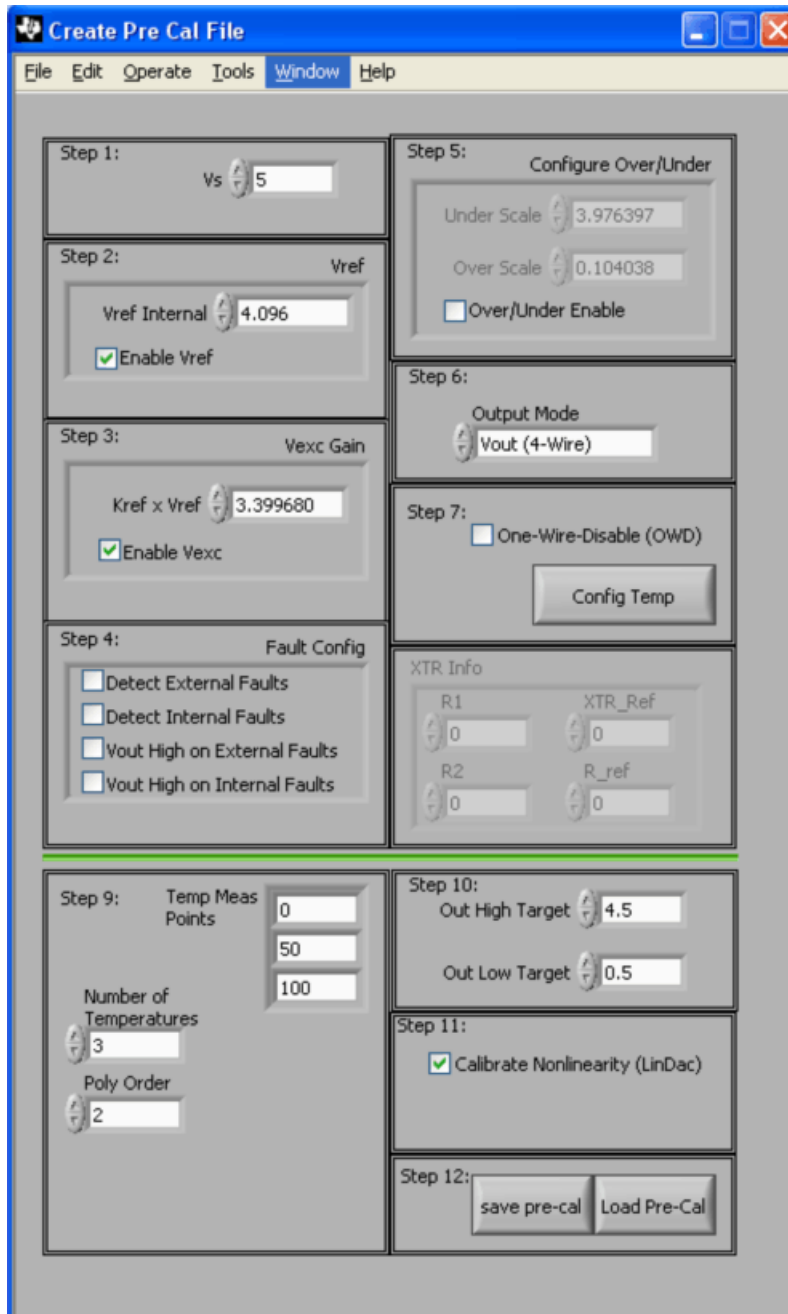 Create Pre Cal File
File Edit Operate Tools Window Help
Step 1:
Vs 5
Step 2:
Vref
Vref Internal 4.096
Enable Vref
Step 3:
Vexc Gain
Kref x Vref 3.399680
Enable Vexc
Step 4:
Fault Config
Detect External Faults
Detect Internal Faults
Vout High on External Faults
Vout High on Internal Faults
Step 5:
Configure Over/Under
Under Scale 3.976397
Over Scale 0.104038
Over/Under Enable
Step 6:
Output Mode
Vout (4-Wire)
Step 7:
One-Wire-Disable (OWD)
Config Temp
XTR Info
R1 XTR_Ref
0 0
R2 R_ref
0 0
Step 9:
Temp Meas
Points
0
50
100
Number of
Temperatures
3
Poly Order
2
Step 10:
Out High Target 4.5
Out Low Target 0.5
Step 11:
Calibrate Nonlinearity (LinDac)
Step 12:
save pre-cal Load Pre-Cal